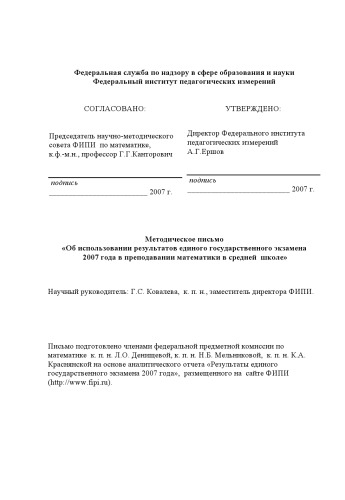 Федеральная служба по надзору в сфере образования и науки
Федеральный институт педагогических измерений
СОГЛАСОВАНО:
УТВЕРЖДЕНО:
Председатель научно-методического
совета ФИПИ по математике,
к.ф.-м.н., профессор Г.Г.Канторович
подпись
2007 г.
Директор Федерального института
педагогических измерений
А.Г.Ершов
подпись
2007 г.
Методическое письмо
«Об использовании результатов единого государственного экзамена
2007 года в преподавании математики в средней школе»
Научный руководитель: Г.С. Ковалева, к. п. н., заместитель директора ФИПИ.
Письмо подготовлено членами федеральной предметной комиссии по
математике к. п. н. Л.О. Денищевой, к. п. н. Н.Б. Мельниковой, к. п. н. К.А.
Краснянской на основе аналитического отчета «Результаты единого
государственного экзамена 2007 года», размещенного на сайте ФИПИ
(http://www.fipi.ru).